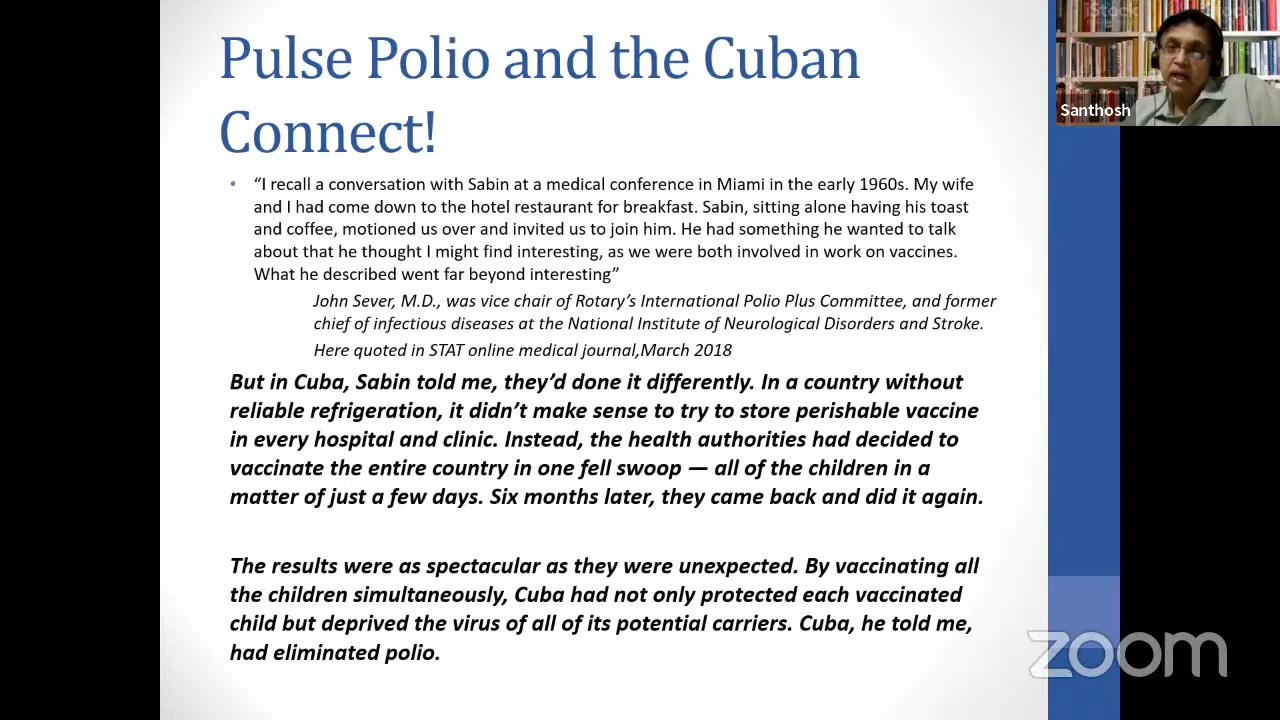 Pulse Polio and the Cuban
Connect!
• “I recall a conversation with Sabin at a medical conference in Miami in the early 1960s. My wife
and I had come down to the hotel restaurant for breakfast. Sabin, sitting alone having his toast
and coffee, motioned us over and invited us to join him. He had something he wanted to talk
about that he thought I might find interesting, as we were both involved in work on vaccines.
What he described went far beyond interesting”
John Sever, M.D., was vice chair of Rotary’s International Polio Plus Committee, and former
chief of infectious diseases at the National Institute of Neurological Disorders and Stroke.
Here quoted in STAT online medical journal,March 2018
But in Cuba, Sabin told me, they’d done it differently. In a country without
reliable refrigeration, it didn’t make sense to try to store perishable vaccine
in every hospital and clinic. Instead, the health authorities had decided to
vaccinate the entire country in one fell swoop — all of the children in a
matter of just a few days. Six months later, they came back and did it again.
The results were as spectacular as they were unexpected. By vaccinating all
the children simultaneously, Cuba had not only protected each vaccinated
child but deprived the virus of all of its potential carriers. Cuba, he told me,
had eliminated polio.
iStock
Santhosh
zoom